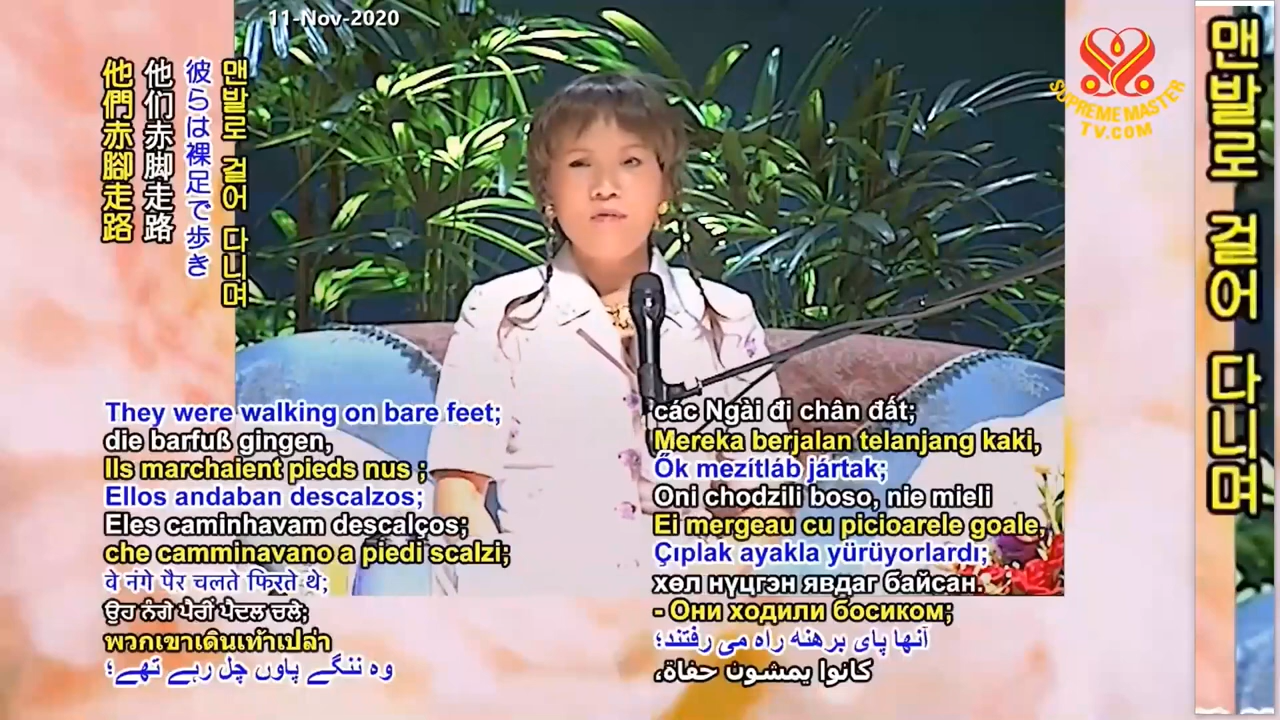 11-Nov-2020
SUPREME MASTER
TV.COM
他們赤腳走路
他们赤脚走路
彼らは裸足で歩き
맨발로 걸어 다니며
맨발로 걸어 다니며
They were walking on bare feet;
die barfuß gingen,
Ils marchaient pieds nus ;
Ellos andaban descalzos;
Eles caminhavam descalços;
che camminavano a piedi scalzi;
वे नंगे पैर चलते फिरते थे;
ਉਹ ਨੰਗੇ ਪੈਰੀਂ ਪੈਦਲ ਚਲੇ;
พวกเขาเดินเท้าเปล่า
وہ ننگے پاوں چل رہے تھے؛
các Ngài đi chân đất;
Mereka berjalan telanjang kaki,
Ők mezítláb jártak;
Oni chodzili boso, nie mieli
Ei mergeau cu picioarele goale,
Çıplak ayakla yürüyorlardı;
хөл нүцгэн явдаг байсан.
- Они ходили босиком;
آنها پای برهنه راه می رفتند؛
كانوا يمشون حفاة،